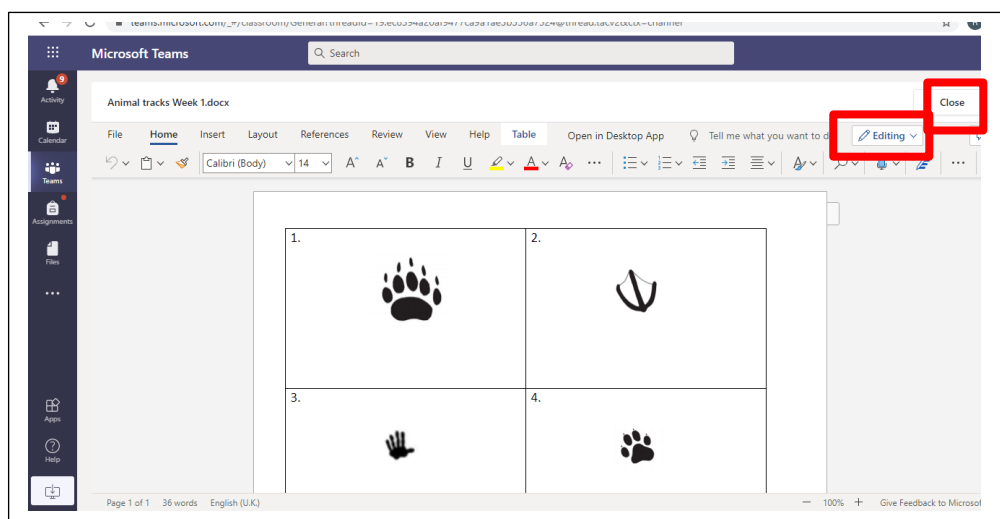 Microsoft Teams
Search
9
Activity
Calendar
Teams
Assignments
Files
Apps
Help
Animal tracks Week 1.docx
Close
File Home Insert Layout References Review View Help Table Open in Desktop App Tell me what you want to d Editing
Calibri (Body) 14 A A B I U A A
1. 2.
3. 4.
Page 1 of 1 36 words English (U.K.) 100% Give Feedback to Microsof